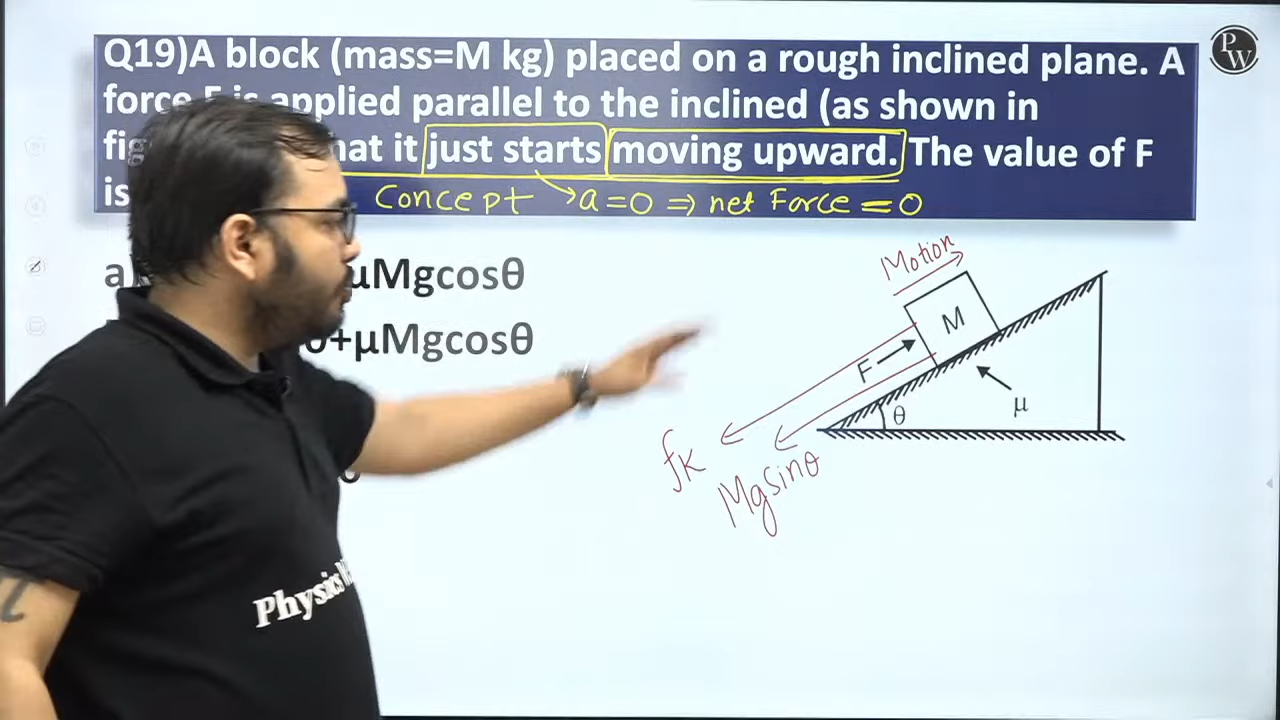 Q19)A block (mass=M kg) placed on a rough inclined plane. A
force F is applied parallel to the inclined (as shown in
that it just starts moving upward. The value of F
is
Concept a=0 ⇒ net Force = 0
a) μMgcosθ
θ+μMgcosθ
Motion
M
F
θ
μ
fK
Mgsinθ
Physics
PW